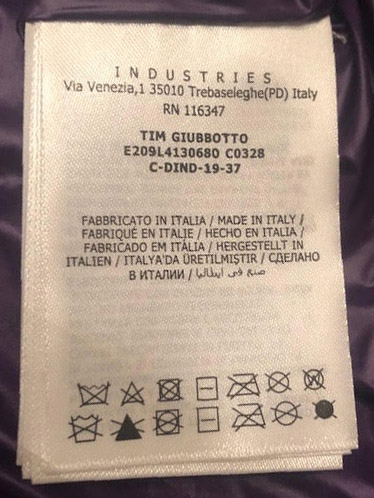 INDUSTRIES
Via Venezia,1 35010 Trebaseleghe(PD) Italy
RN 116347
TIM GIUBBOTTO
E209L4130680 C0328
C-DIND-19-37
FABBRICATO IN ITALIA / MADE IN ITALY /
FABRIQUÉ EN ITALIE / HECHO EN ITALIA /
FABRICADO EM ITÁLIA / HERGESTELLT IN
ITALIEN / ITALYA'DA ÜRETILMIŞTIR / СДЕЛАНО
В ИТАЛИИ / صنع فى ايطاليا